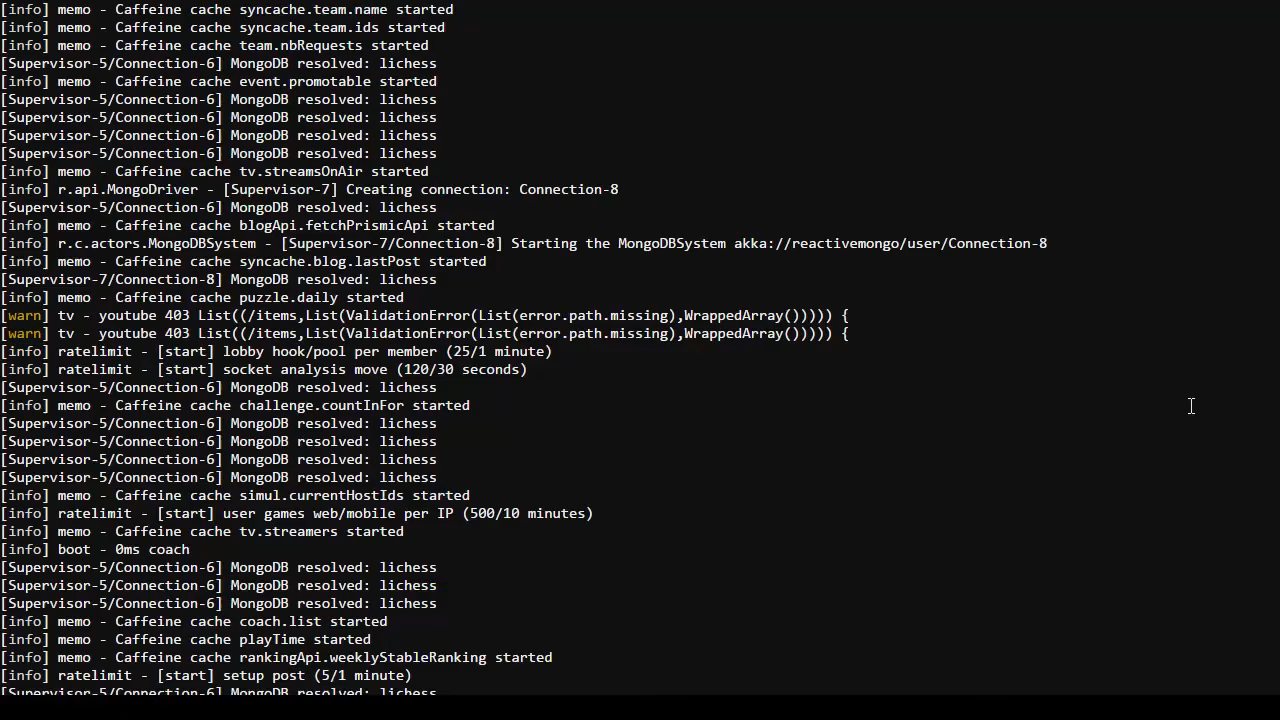 [info] memo - Caffeine cache syncache.team.name started
[info] memo - Caffeine cache syncache.team.ids started
[info] memo - Caffeine cache team.nbRequests started
[Supervisor-5/Connection-6] MongoDB resolved: lichess
[info] memo - Caffeine cache event.promotable started
[Supervisor-5/Connection-6] MongoDB resolved: lichess
[Supervisor-5/Connection-6] MongoDB resolved: lichess
[Supervisor-5/Connection-6] MongoDB resolved: lichess
[Supervisor-5/Connection-6] MongoDB resolved: lichess
[info] memo - Caffeine cache tv.streamsOnAir started
[info] r.api.MongoDriver - [Supervisor-7] Creating connection: Connection-8
[Supervisor-5/Connection-6] MongoDB resolved: lichess
[info] memo - Caffeine cache blogApi.fetchPrismicApi started
[info] r.c.actors.MongoDBSystem - [Supervisor-7/Connection-8] Starting the MongoDBSystem akka://reactivemongo/user/Connection-8
[info] memo - Caffeine cache syncache.blog.lastPost started
[Supervisor-7/Connection-8] MongoDB resolved: lichess
[info] memo - Caffeine cache puzzle.daily started
[warn] tv - youtube 403 List((/items,List(ValidationError(List(error.path.missing),WrappedArray())))) {
[warn] tv - youtube 403 List((/items,List(ValidationError(List(error.path.missing),WrappedArray())))) {
[info] ratelimit - [start] lobby hook/pool per member (25/1 minute)
[info] ratelimit - [start] socket analysis move (120/30 seconds)
[Supervisor-5/Connection-6] MongoDB resolved: lichess
[info] memo - Caffeine cache challenge.countInFor started
[Supervisor-5/Connection-6] MongoDB resolved: lichess
[Supervisor-5/Connection-6] MongoDB resolved: lichess
[Supervisor-5/Connection-6] MongoDB resolved: lichess
[Supervisor-5/Connection-6] MongoDB resolved: lichess
[info] memo - Caffeine cache simul.currentHostIds started
[info] ratelimit - [start] user games web/mobile per IP (500/10 minutes)
[info] memo - Caffeine cache tv.streamers started
[info] boot - 0ms coach
[Supervisor-5/Connection-6] MongoDB resolved: lichess
[Supervisor-5/Connection-6] MongoDB resolved: lichess
[Supervisor-5/Connection-6] MongoDB resolved: lichess
[info] memo - Caffeine cache coach.list started
[info] memo - Caffeine cache playTime started
[info] memo - Caffeine cache rankingApi.weeklyStableRanking started
[info] ratelimit - [start] setup post (5/1 minute)
[Supervisor-5/Connection-6] MongoDB resolved: lichess